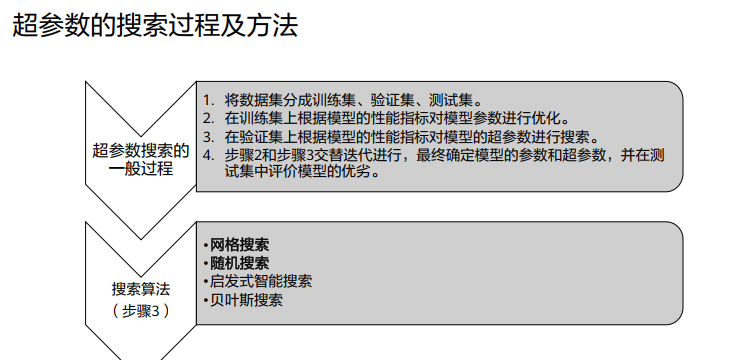 超参数的搜索过程及方法
超参数搜索的
一般过程
1. 将数据集分成训练集、验证集、测试集。
2. 在训练集上根据模型的性能指标对模型参数进行优化。
3. 在验证集上根据模型的性能指标对模型的超参数进行搜索。
4. 步骤2和步骤3交替迭代进行，最终确定模型的参数和超参数，并在测
试集中评价模型的优劣。
搜索算法
（步骤3）
•网格搜索
•随机搜索
•启发式智能搜索
•贝叶斯搜索